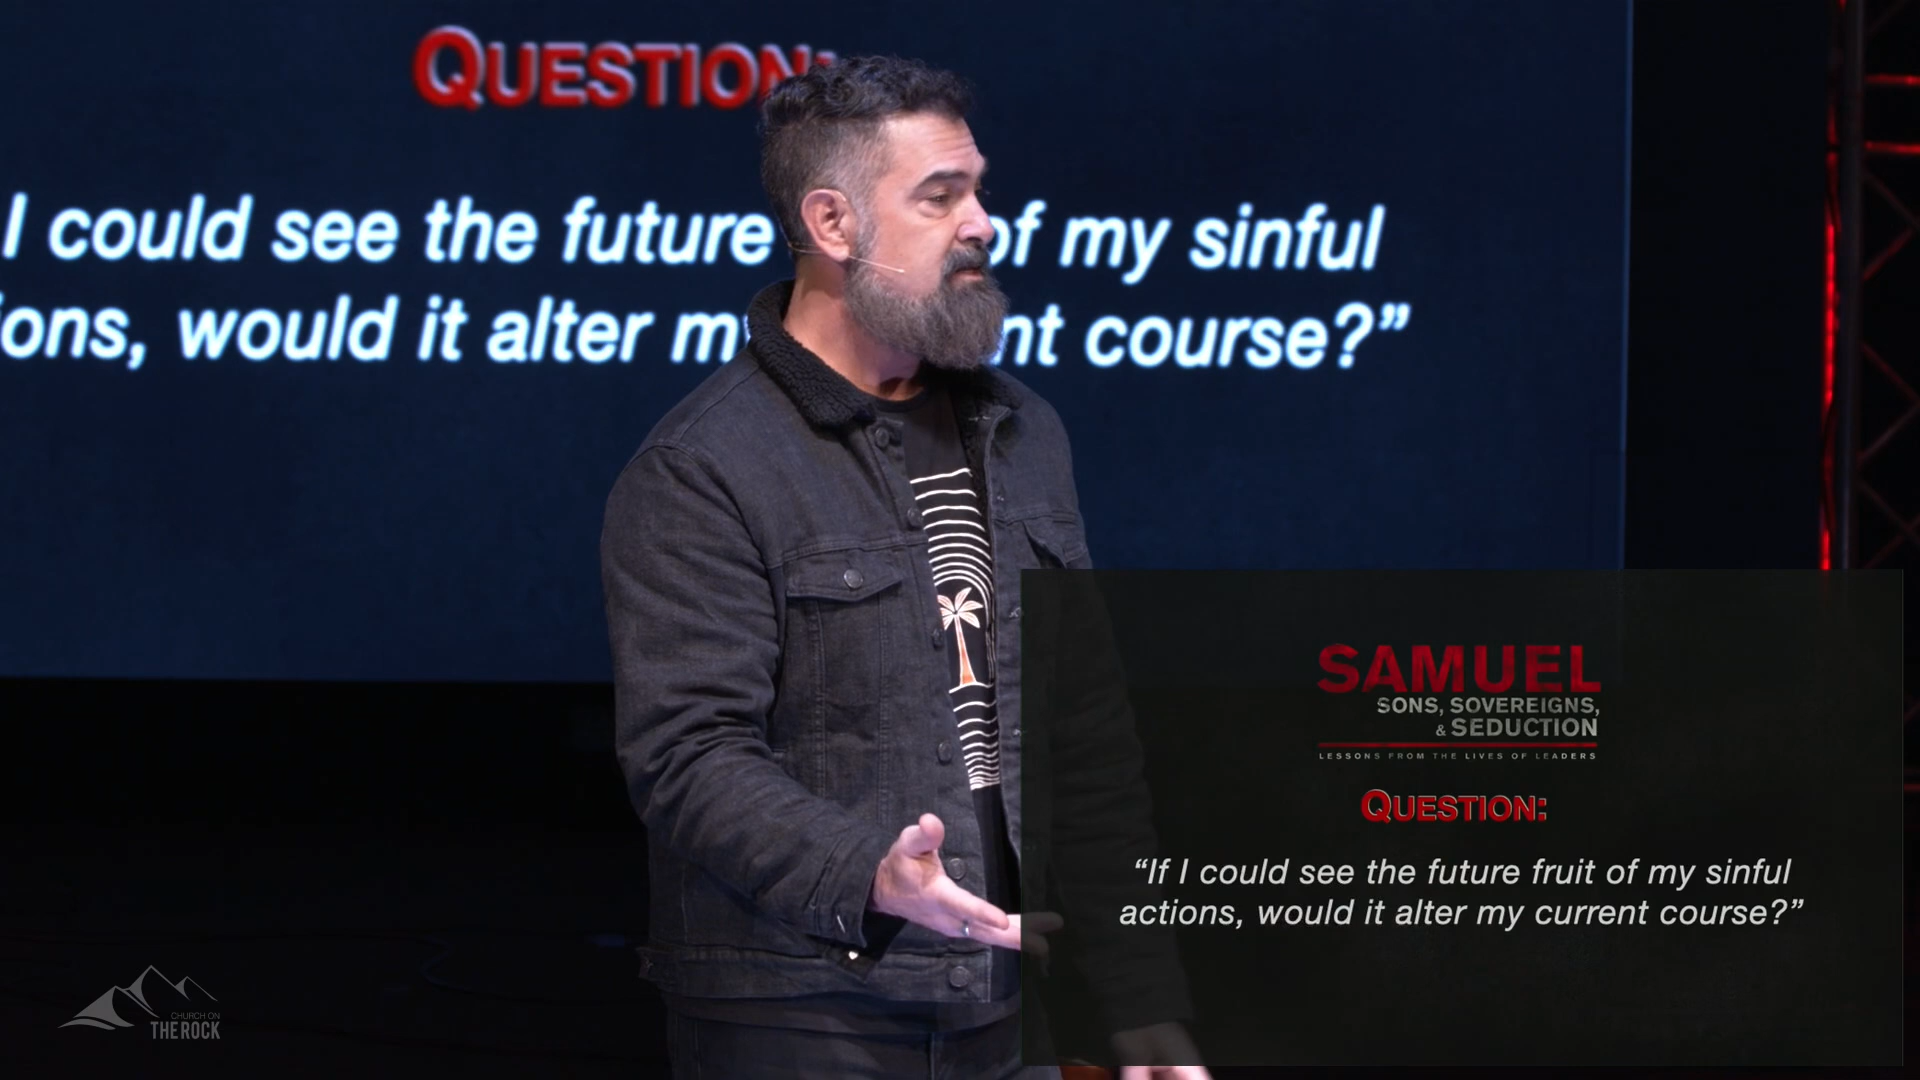 QUESTION:
I could see the future of my sinful
ions, would it alter my nt course?”
SAMUEL
SONS, SOVEREIGNS,
& SEDUCTION
LESSONS FROM THE LIVES OF LEADERS
QUESTION:
“If I could see the future fruit of my sinful
actions, would it alter my current course?”
CHURCH ON
THE ROCK